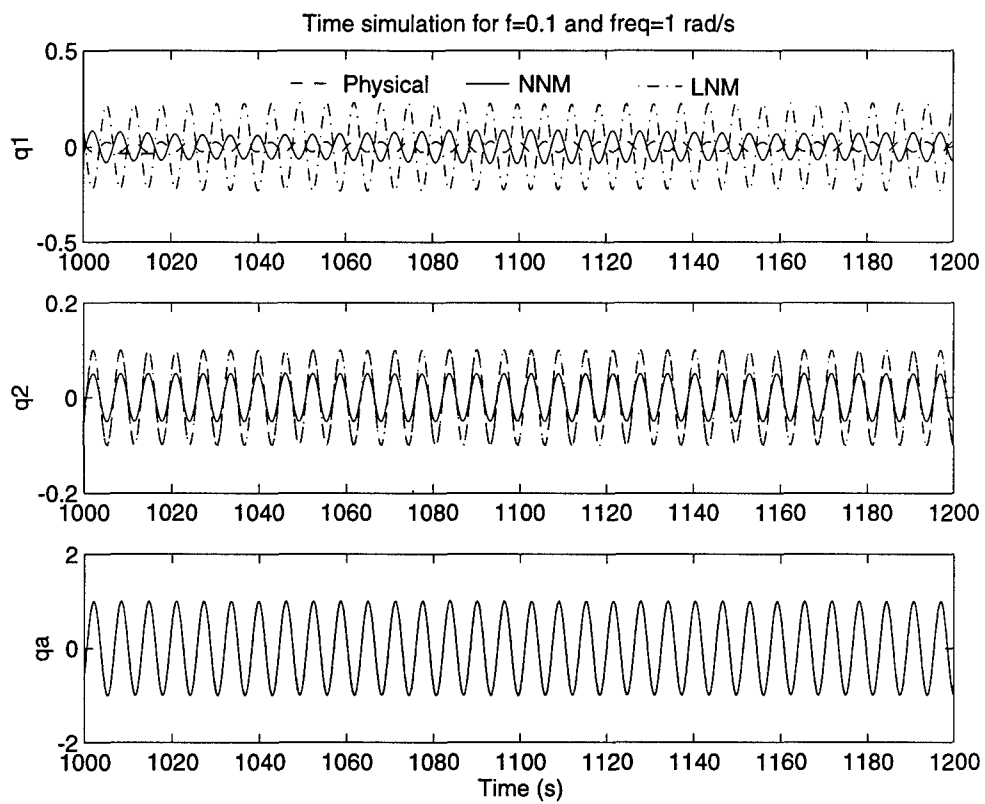 Time simulation for f=0.1 and freq=1 rad/s
0.5
Physical NNM LNM
q1
0
-0.5
1000 1020 1040 1060 1080 1100 1120 1140 1160 1180 1200
0.2
q2
0
-0.2
1000 1020 1040 1060 1080 1100 1120 1140 1160 1180 1200
2
qa
0
-2
1000 1020 1040 1060 1080 1100 1120 1140 1160 1180 1200
Time (s)